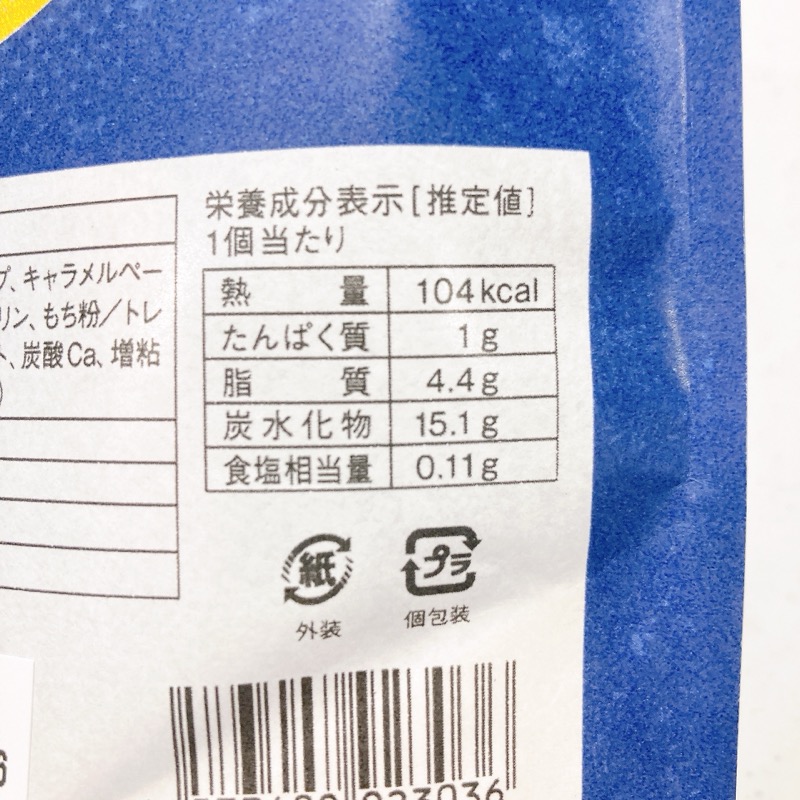 プ、キャラメルペー
リン、もち粉／トレ
ト、炭酸Ca、増粘
)
栄養成分表示[推定値]
1個当たり
熱量 104kcal
たんぱく質 1g
脂質 4.4g
炭水化物 15.1g
食塩相当量 0.11g
紙
外装
プラ
個包装
023036
6